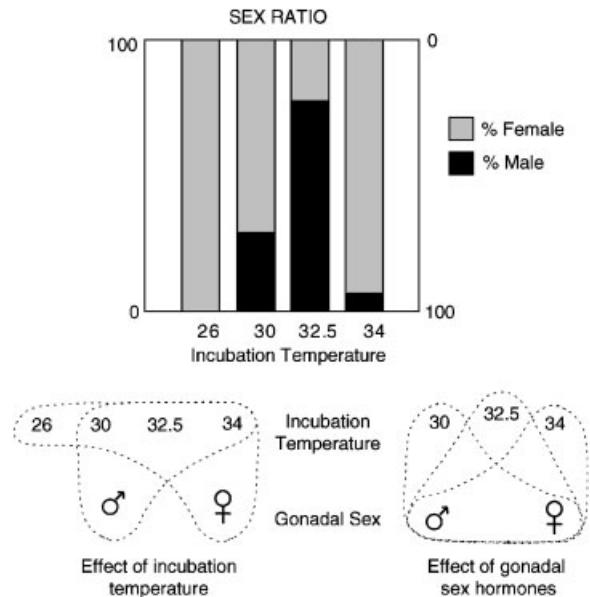 SEX RATIO
100
0
% Female
% Male
0
100
26 30 32.5 34
Incubation Temperature
26 30 32.5 34
Incubation
Temperature
30 32.5 34
♂ ♀
Gonadal Sex
♂ ♀
Effect of incubation
temperature
Effect of gonadal
sex hormones